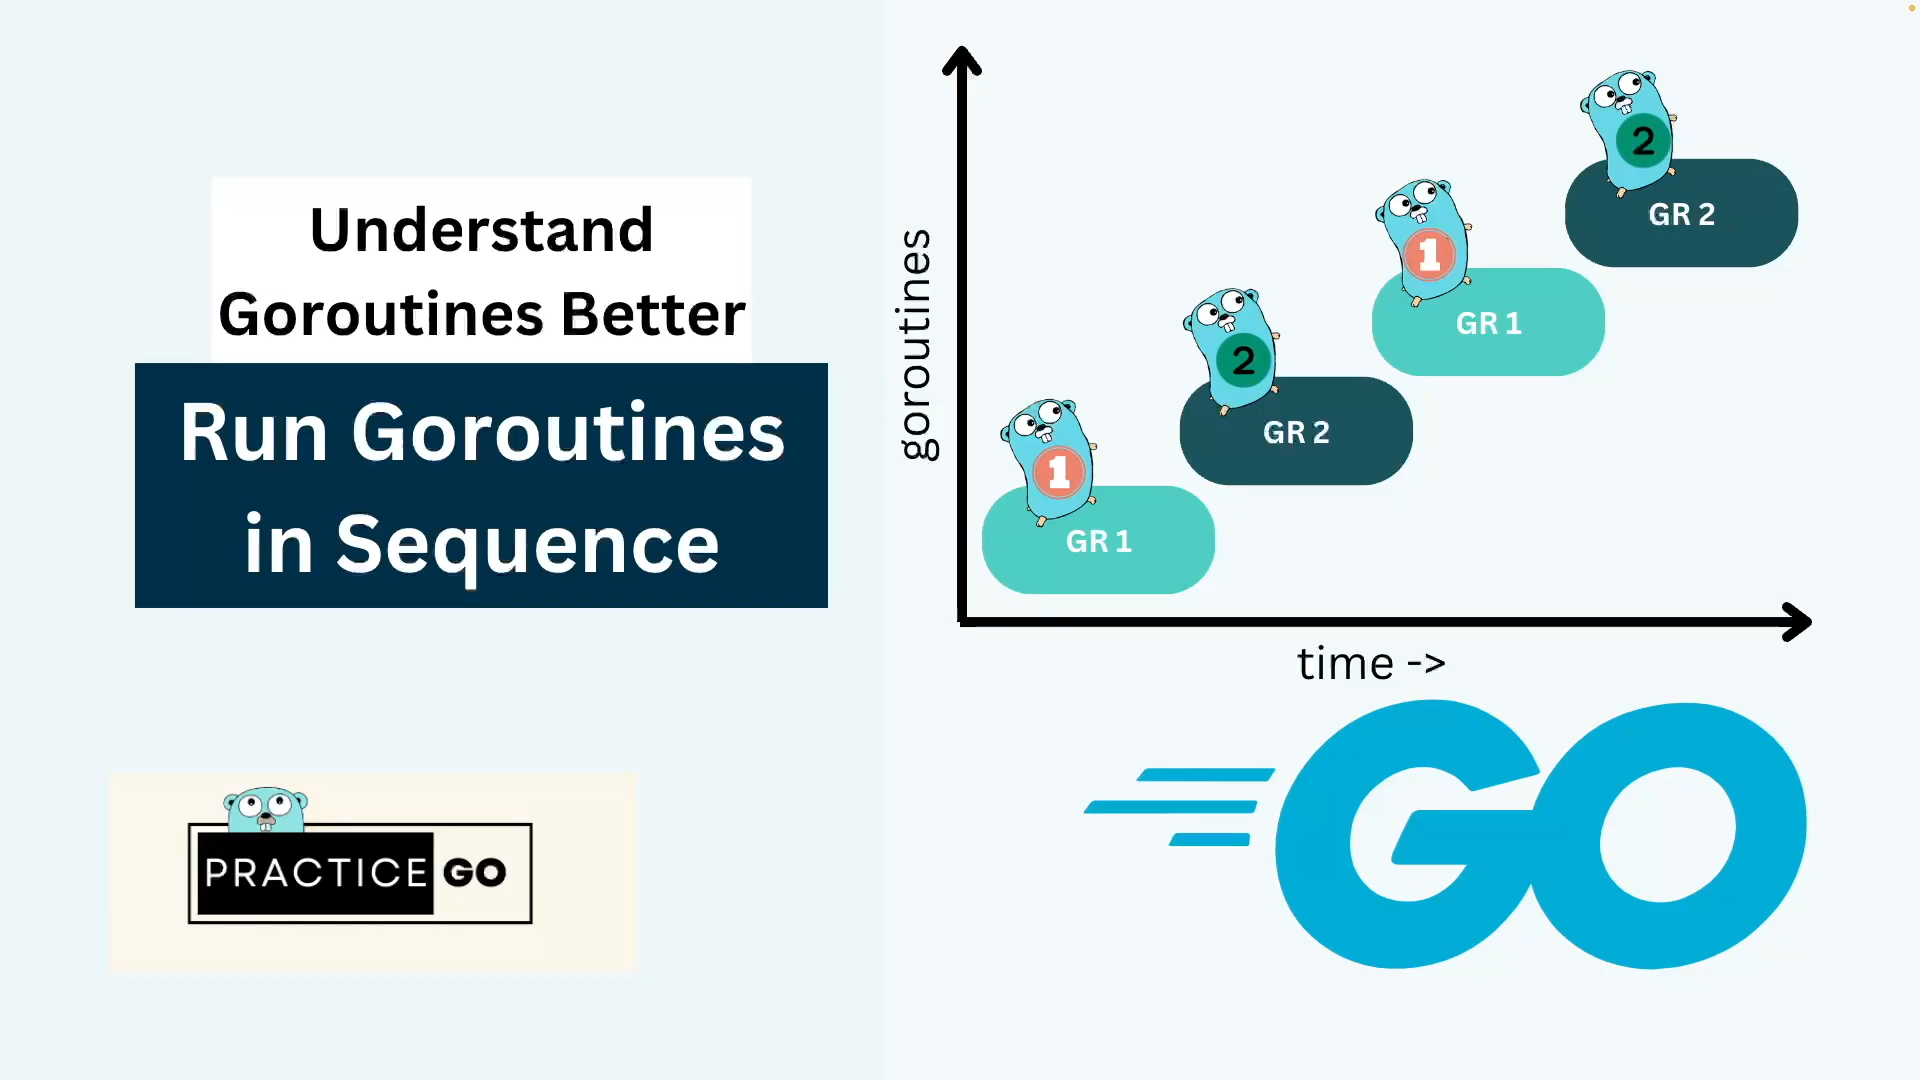 Understand
Goroutines Better
Run Goroutines
in Sequence
PRACTICE GO
goroutines
2
GR 2
1
GR 1
2
GR 2
1
GR 1
time ->
GO